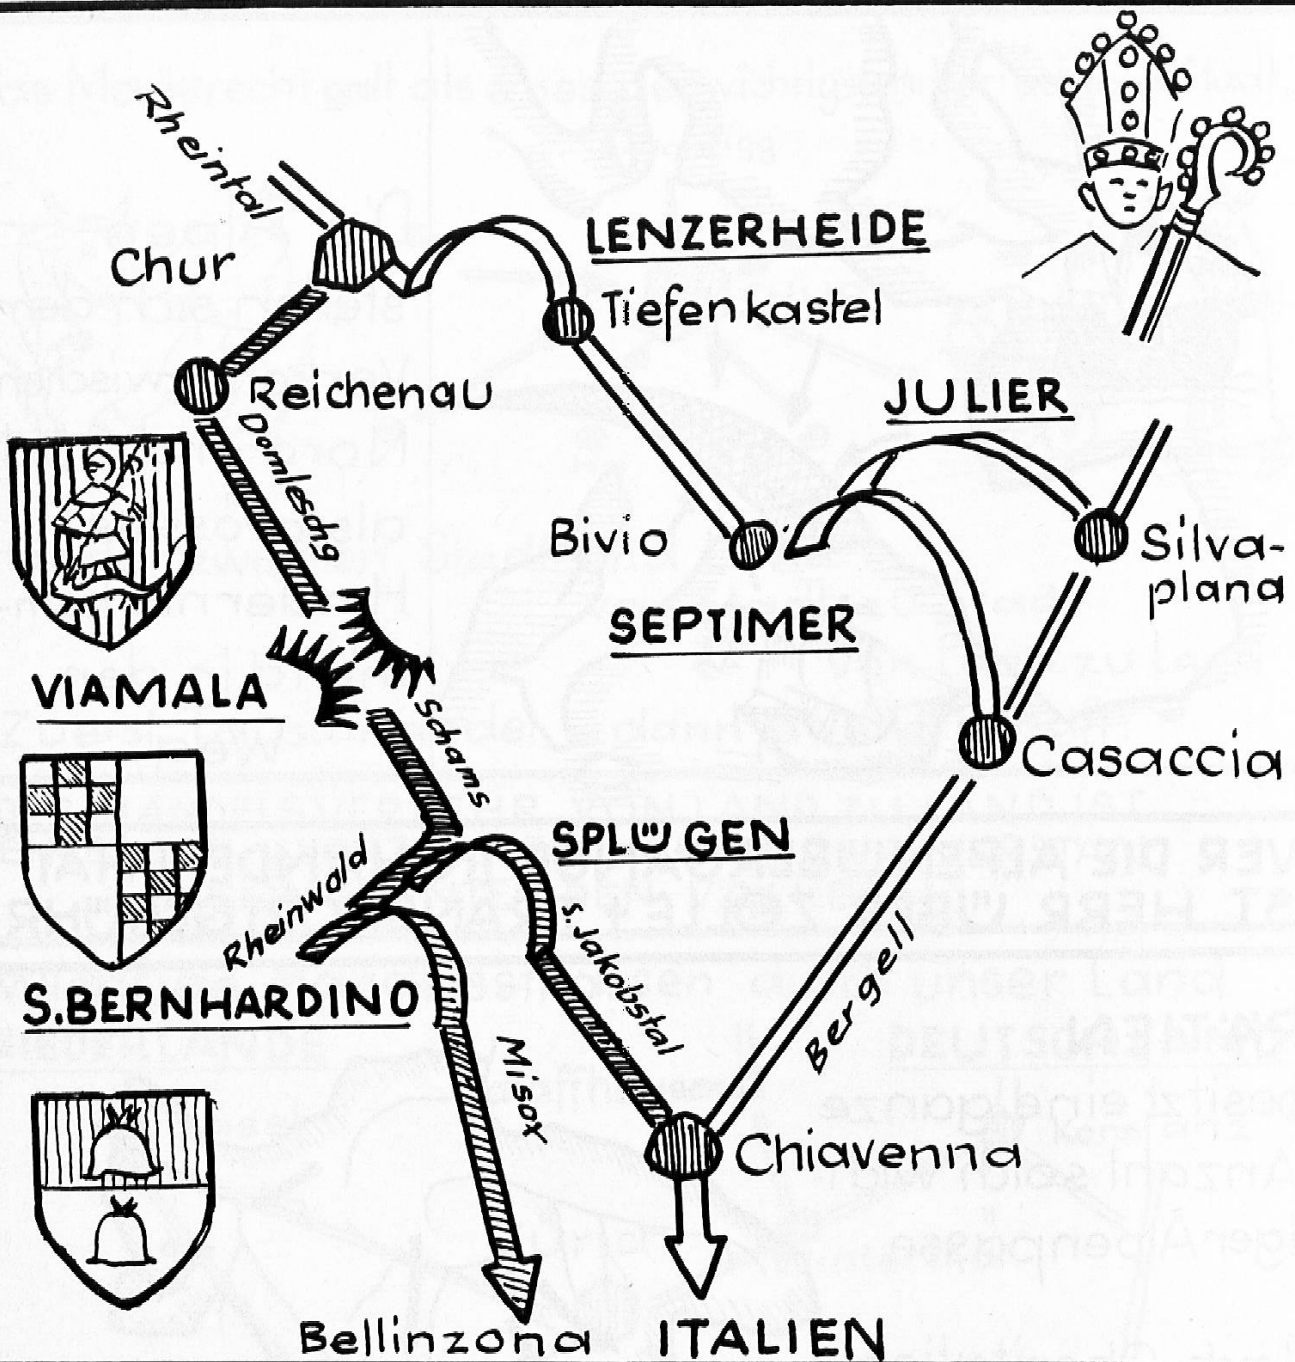 Rheintal
Chur
LENZERHEIDE
Tiefenkastel
Reichenau
JULIER
Domleschg
Bivio
Silva-
plana
SEPTIMER
VIAMALA
Schams
Casaccia
SPLÜGEN
Rheinwald
S.Jakobstal
S.BERNHARDINO
Bergell
Misox
Chiavenna
Bellinzona
ITALIEN